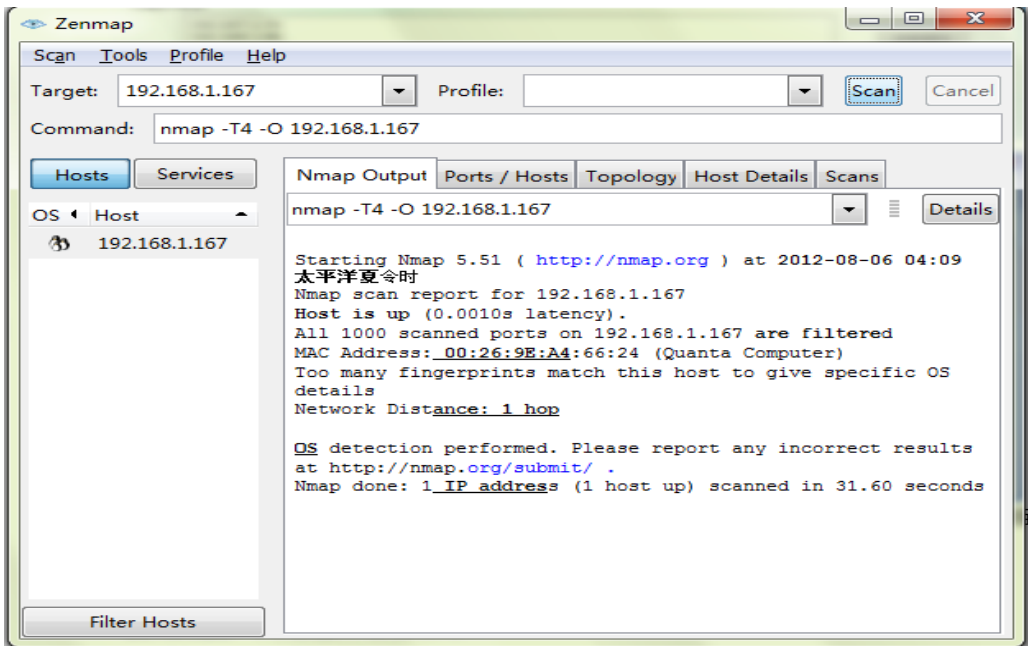 Zenmap
Scan Tools Profile Help
Target: 192.168.1.167 Profile: Scan Cancel
Command: nmap -T4 -O 192.168.1.167
Hosts Services
Nmap Output Ports / Hosts Topology Host Details Scans
OS Host
nmap -T4 -O 192.168.1.167 Details
192.168.1.167
Starting Nmap 5.51 ( http://nmap.org ) at 2012-08-06 04:09
太平洋夏令时
Nmap scan report for 192.168.1.167
Host is up (0.0010s latency).
All 1000 scanned ports on 192.168.1.167 are filtered
MAC Address: 00:26:9E:A4:66:24 (Quanta Computer)
Too many fingerprints match this host to give specific OS
details
Network Distance: 1 hop
OS detection performed. Please report any incorrect results
at http://nmap.org/submit/ .
Nmap done: 1 IP address (1 host up) scanned in 31.60 seconds
Filter Hosts